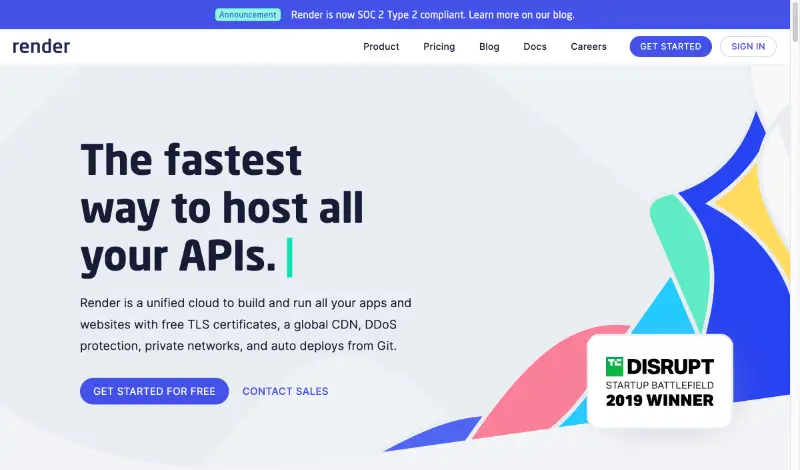 Announcement Render is now SOC 2 Type 2 compliant. Learn more on our blog.
render Product Pricing Blog Docs Careers GET STARTED SIGN IN
The fastest
way to host all
your APIs.
Render is a unified cloud to build and run all your apps and
websites with free TLS certificates, a global CDN, DDoS
protection, private networks, and auto deploys from Git.
GET STARTED FOR FREE CONTACT SALES
TC DISRUPT
STARTUP BATTLEFIELD
2019 WINNER